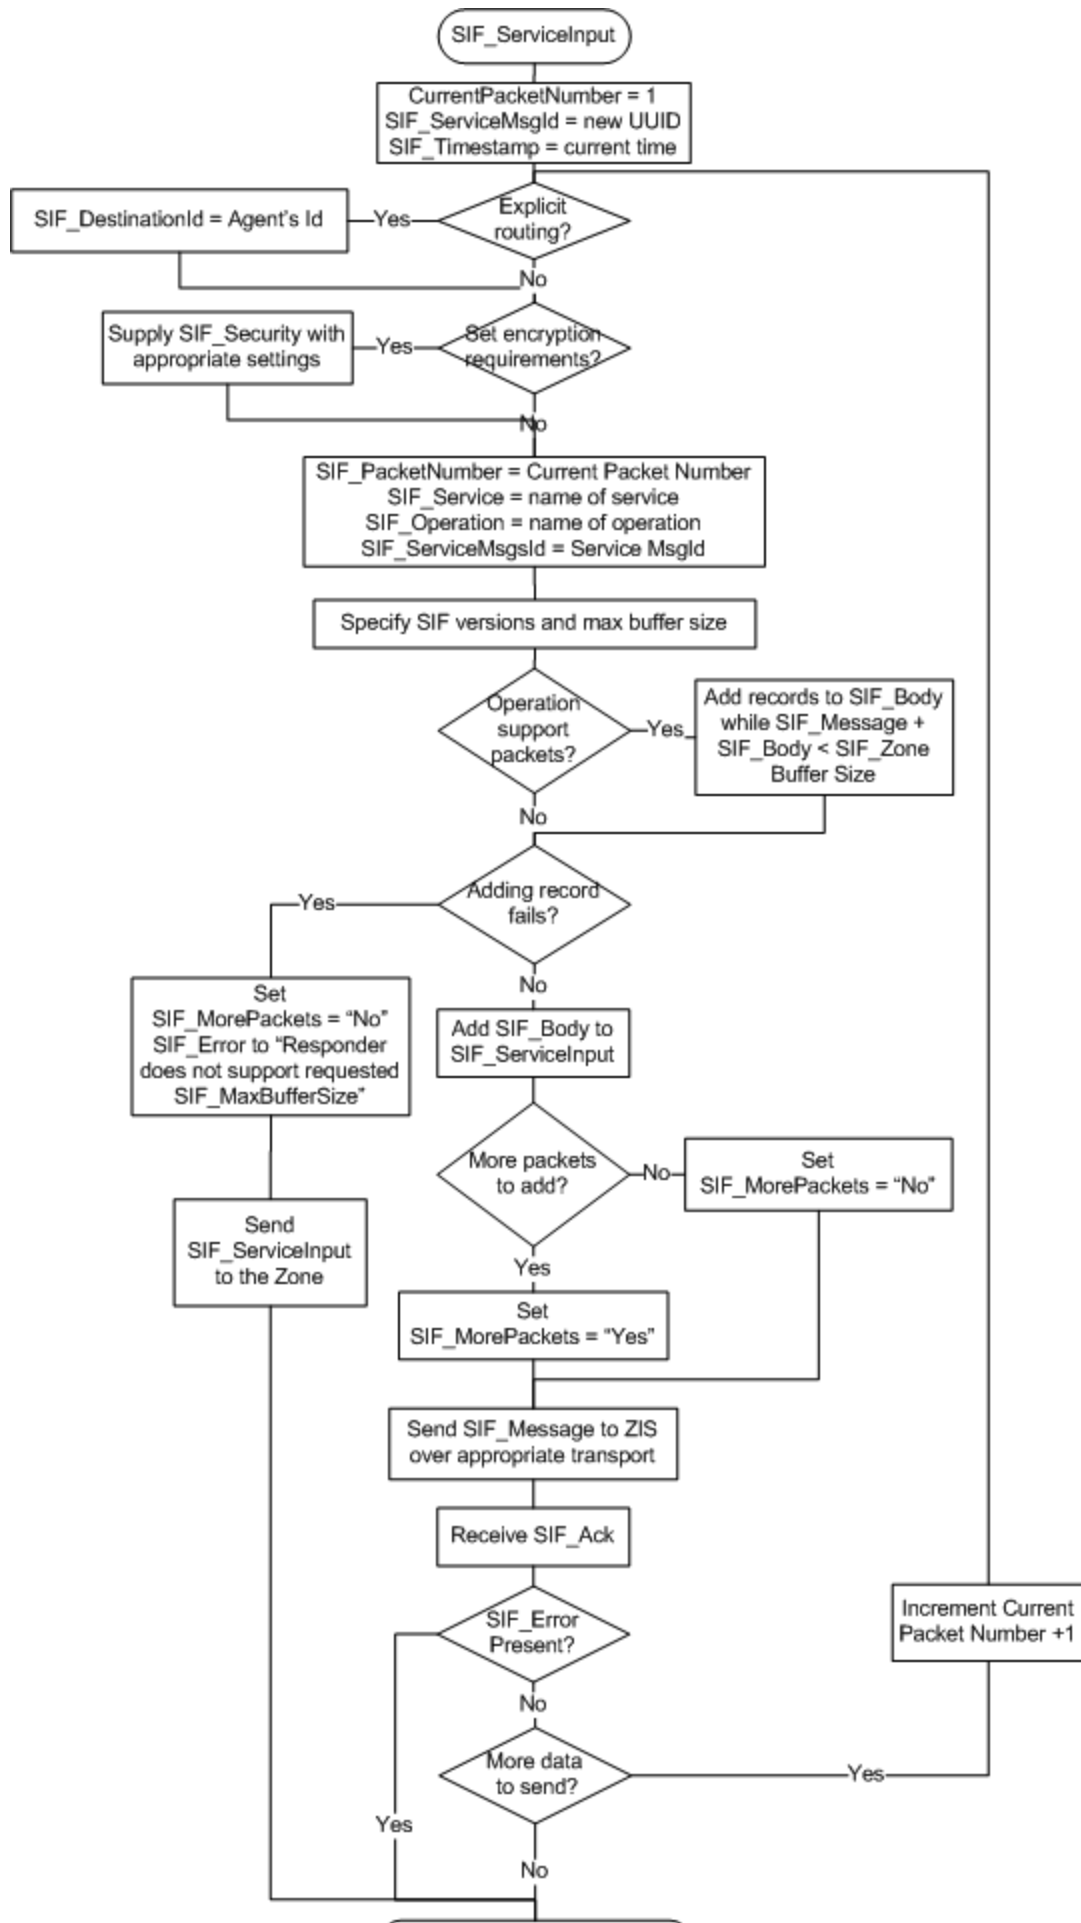 SIF_ServiceInput
CurrentPacketNumber = 1
SIF_ServiceMsgId = new UUID
SIF_Timestamp = current time
Explicit
routing?
Yes
SIF_DestinationId = Agent's Id
No
Set encryption
requirements?
Yes
Supply SIF_Security with
appropriate settings
No
SIF_PacketNumber = Current Packet Number
SIF_Service = name of service
SIF_Operation = name of operation
SIF_ServiceMsgsId = Service MsgId
Specify SIF versions and max buffer size
Operation
support
packets?
Yes
Add records to SIF_Body
while SIF_Message +
SIF_Body < SIF_Zone
Buffer Size
No
Adding record
fails?
Yes
Set
SIF_MorePackets = “No”
SIF_Error to “Responder
does not support requested
SIF_MaxBufferSize”
Send
SIF_ServiceInput
to the Zone
No
Add SIF_Body to
SIF_ServiceInput
More packets
to add?
No
Set
SIF_MorePackets = “No”
Yes
Set
SIF_MorePackets = “Yes”
Send SIF_Message to ZIS
over appropriate transport
Receive SIF_Ack
SIF_Error
Present?
Increment Current
Packet Number +1
No
More data
to send?
Yes
Yes
No